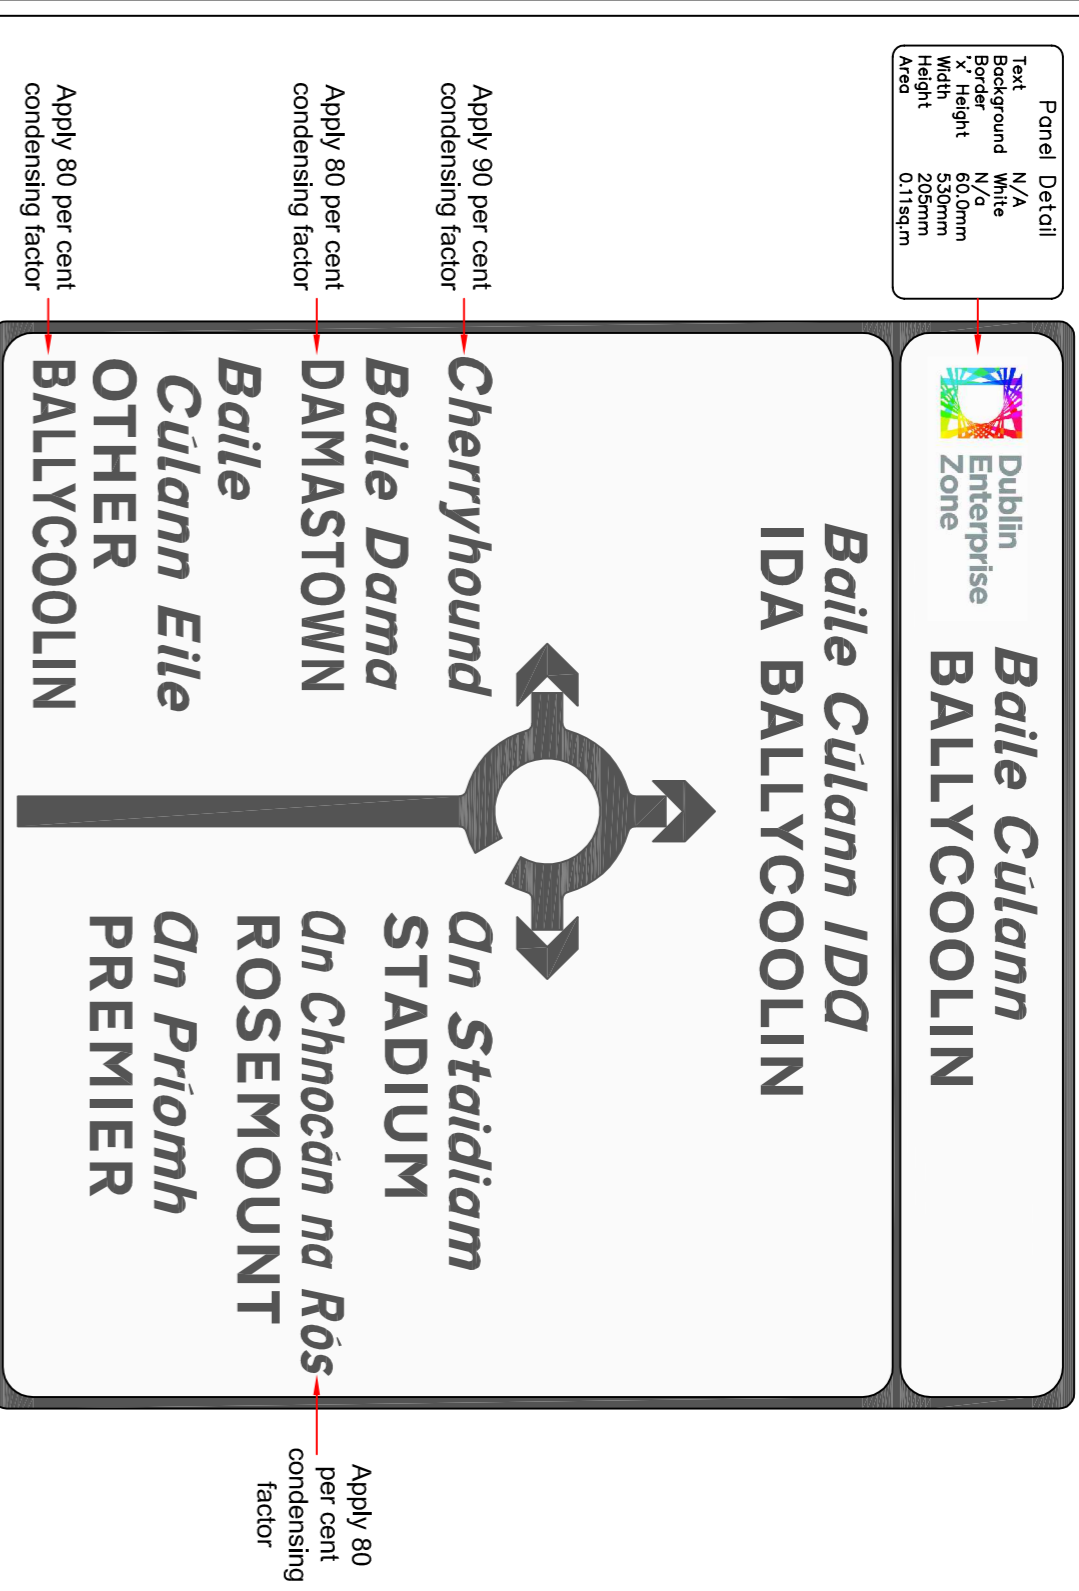 Panel Detail
Text N/A
Background White
Border N/a
'x' Height 60.0mm
Width 530mm
Height 205mm
Area 0.11sq.m
Dublin
Enterprise
Zone
Baile Cúlann
BALLYCOOLIN
Baile Cúlann IDA
IDA BALLYCOOLIN
Apply 90 per cent
condensing factor
Cherryhound
Baile Dama
DAMASTOWN
Apply 80 per cent
condensing factor
Baile
Cúlann Eile
OTHER
BALLYCOOLIN
Apply 80 per cent
condensing factor
An Staidiam
STADIUM
An Chnocán na Rós
ROSEMOUNT
An Príomh
PREMIER
Apply 80
per cent
condensing
factor